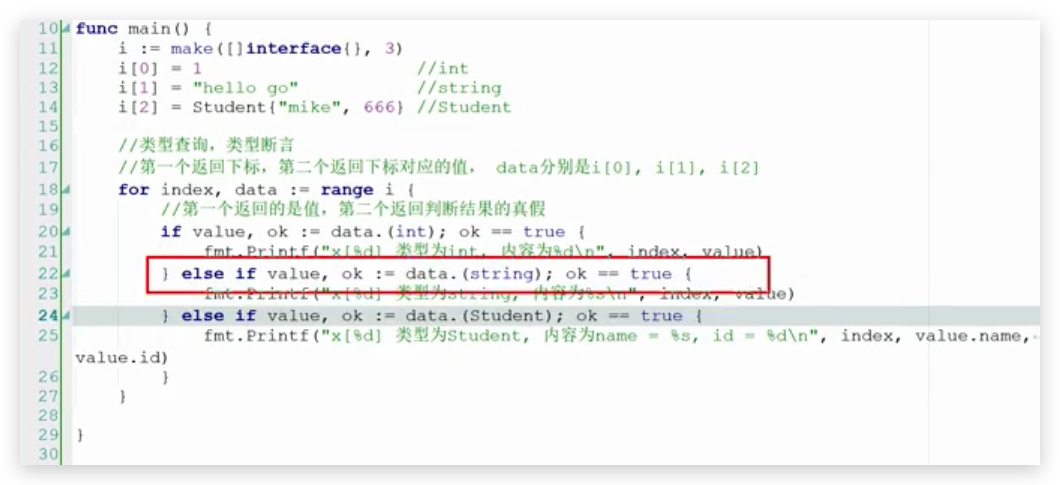 10 func main() {
11 i := make([]interface{}, 3)
12 i[0] = 1 //int
13 i[1] = "hello go" //string
14 i[2] = Student{"mike", 666} //Student
15
16 //类型查询，类型断言
17 //第一个返回下标，第二个返回下标对应的值， data分别是i[0], i[1], i[2]
18 for index, data := range i {
19 //第一个返回的是值，第二个返回判断结果的真假
20 if value, ok := data.(int); ok == true {
21 fmt.Printf("x[%d] 类型为int, 内容为%d\n", index, value)
22 } else if value, ok := data.(string); ok == true {
23 fmt.Printf("x[%d] 类型为string, 内容为%s\n", index, value)
24 } else if value, ok := data.(Student); ok == true {
25 fmt.Printf("x[%d] 类型为Student, 内容为name = %s, id = %d\n", index, value.name,
value.id)
26 }
27 }
28
29 }
30